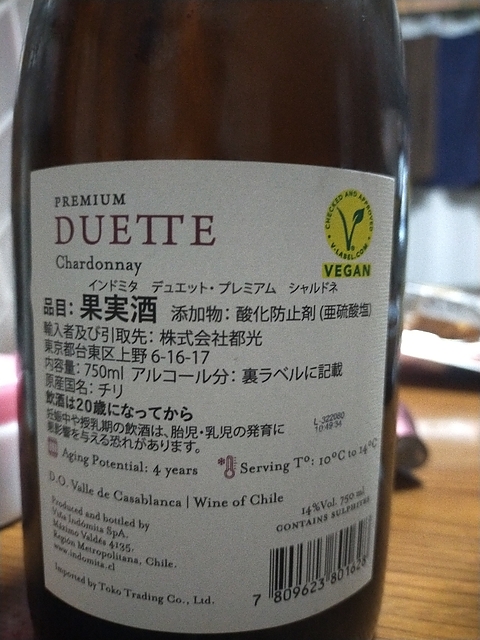 PREMIUM
DUETTE
Chardonnay
CHECKED AND APPROVED
V-LABEL.COM
VEGAN
インドミタ デュエット・プレミアム シャルドネ
品目：果実酒 添加物：酸化防止剤(亜硫酸塩)
輸入者及び引取先：株式会社都光
東京都台東区上野6-16-17
内容量：750ml アルコール分：裏ラベルに記載
原産国名：チリ
飲酒は20歳になってから
妊娠中や授乳期の飲酒は、胎児・乳児の発育に
悪影響を与える恐れがあります。
L-322080
10:49:34
Aging Potential: 4 years
Serving Tº: 10ºC to 14ºC
D.O. Valle de Casablanca | Wine of Chile
14%Vol. 750 ml
CONTAINS SULPHITES
Produced and bottled by
Viña Indómita SpA.
Máximo Valdés 4135,
Región Metropolitana, Chile.
www.indomita.cl
Imported by Toko Trading Co., Ltd.
7 809623 801628